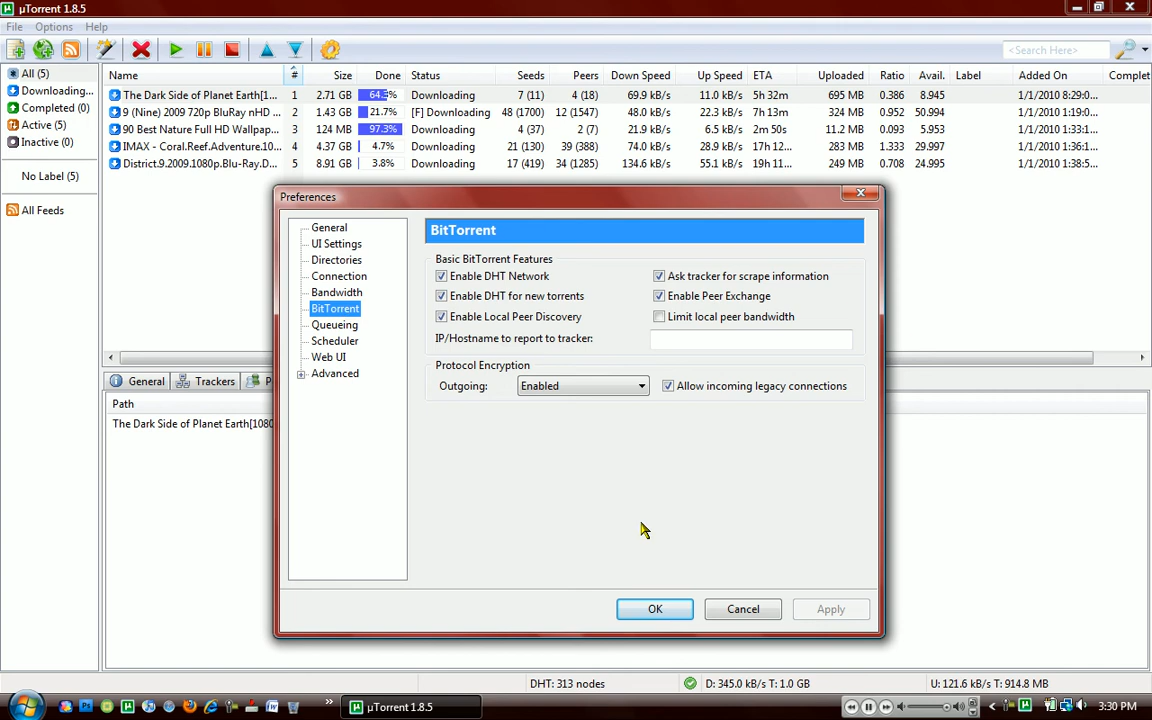 µTorrent 1.8.5
File Options Help
<Search Here>
All (5)
Downloading...
Completed (0)
Active (5)
Inactive (0)
No Label (5)
All Feeds
Name # Size Done Status Seeds Peers Down Speed Up Speed ETA Uploaded Ratio Avail. Label Added On Complet
The Dark Side of Planet Earth[1... 1 2.71 GB 64.3% Downloading 7 (11) 4 (18) 69.9 kB/s 11.0 kB/s 5h 32m 695 MB 0.386 8.945 1/1/2010 8:29:0...
9 (Nine) 2009 720p BluRay nHD ... 2 1.43 GB 21.7% [F] Downloading 48 (1700) 12 (1547) 48.0 kB/s 22.3 kB/s 7h 13m 324 MB 0.952 50.994 1/1/2010 1:19:0...
90 Best Nature Full HD Wallpap... 3 124 MB 97.3% Downloading 4 (37) 2 (7) 21.9 kB/s 6.5 kB/s 2m 50s 11.2 MB 0.093 5.953 1/1/2010 1:33:1...
IMAX - Coral.Reef.Adventure.10... 4 4.37 GB 4.7% Downloading 21 (130) 39 (388) 74.0 kB/s 28.9 kB/s 17h 12... 283 MB 1.333 29.997 1/1/2010 1:36:1...
District.9.2009.1080p.Blu-Ray.D... 5 8.91 GB 3.8% Downloading 17 (419) 34 (1285) 134.6 kB/s 55.1 kB/s 19h 11... 249 MB 0.708 24.995 1/1/2010 1:38:5...
Preferences
General
UI Settings
Directories
Connection
Bandwidth
BitTorrent
Queueing
Scheduler
Web UI
Advanced
BitTorrent
Basic BitTorrent Features
Enable DHT Network Ask tracker for scrape information
Enable DHT for new torrents Enable Peer Exchange
Enable Local Peer Discovery Limit local peer bandwidth
IP/Hostname to report to tracker:
Protocol Encryption
Outgoing: Enabled Allow incoming legacy connections
OK Cancel Apply
General Trackers P
Path
The Dark Side of Planet Earth[1080
DHT: 313 nodes D: 345.0 kB/s T: 1.0 GB U: 121.6 kB/s T: 914.8 MB
µTorrent 1.8.5 3:30 PM